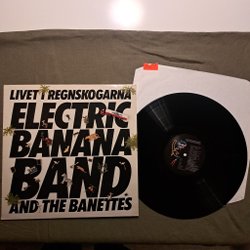 LIVET I REGNSKOGARNA
ELECTRIC
BANANA
BAND
AND THE BANETTES